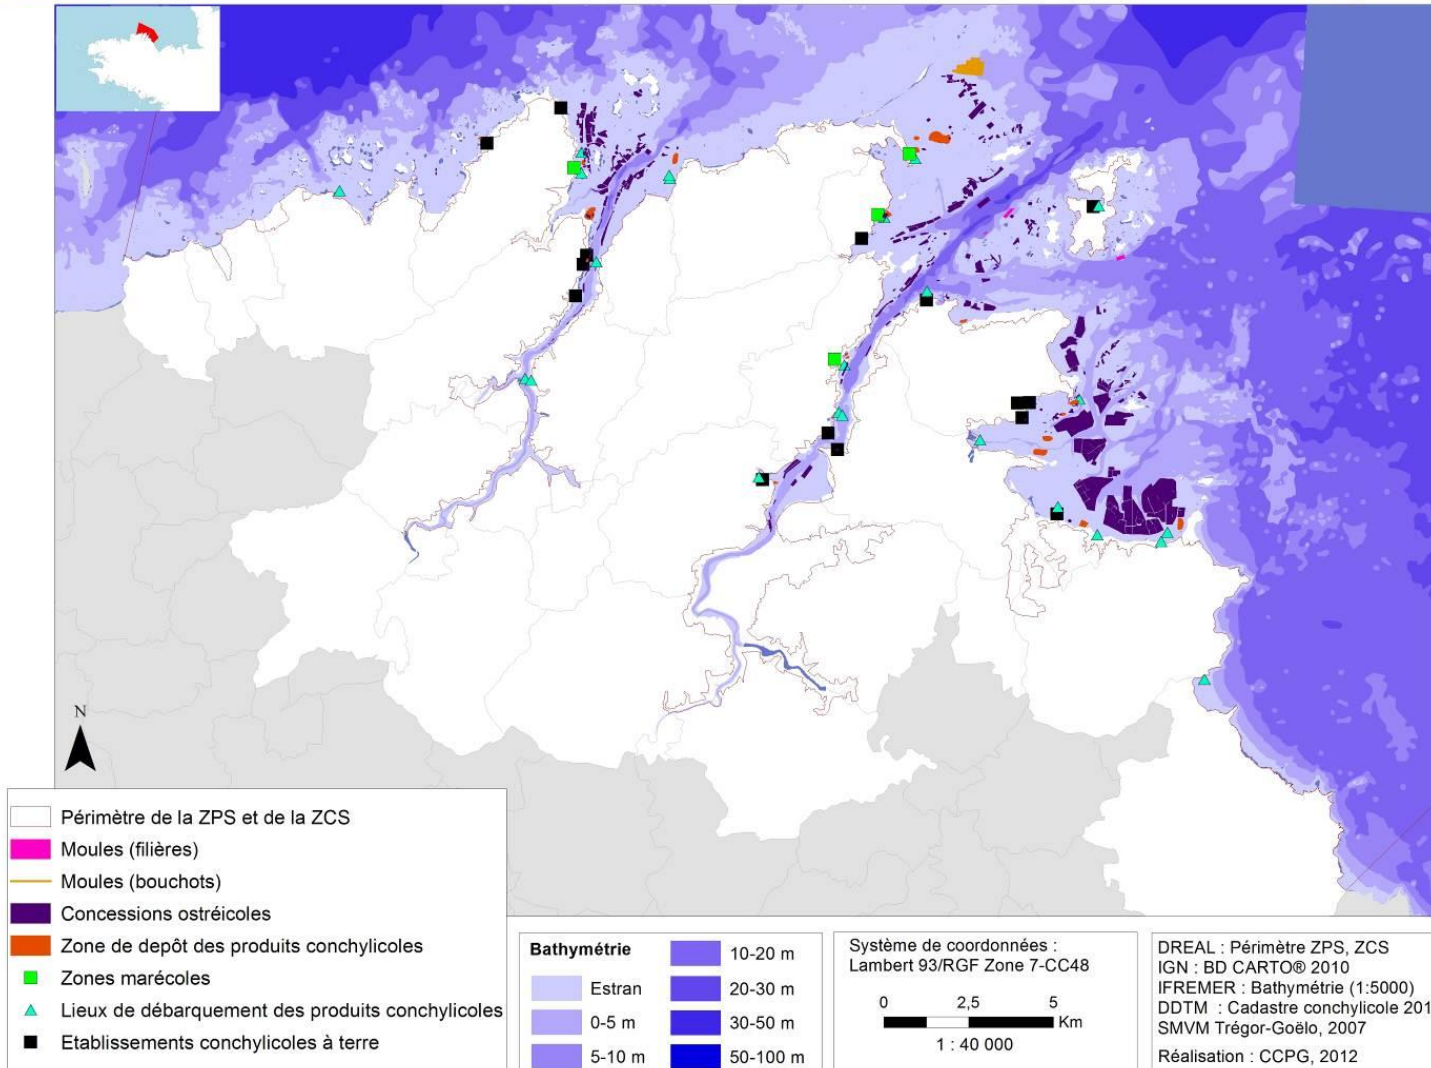 N
Périmètre de la ZPS et de la ZCS
Moules (filières)
Moules (bouchots)
Concessions ostréicoles
Zone de depôt des produits conchylicoles
Zones marécoles
Lieux de débarquement des produits conchylicoles
Etablissements conchylicoles à terre
Bathymétrie
Estran
0-5 m
5-10 m
10-20 m
20-30 m
30-50 m
50-100 m
Système de coordonnées :
Lambert 93/RGF Zone 7-CC48
0 2,5 5
Km
1 : 40 000
DREAL : Périmètre ZPS, ZCS
IGN : BD CARTO® 2010
IFREMER : Bathymétrie (1:5000)
DDTM : Cadastre conchylicole 201
SMVM Trégor-Goëlo, 2007
Réalisation : CCPG, 2012